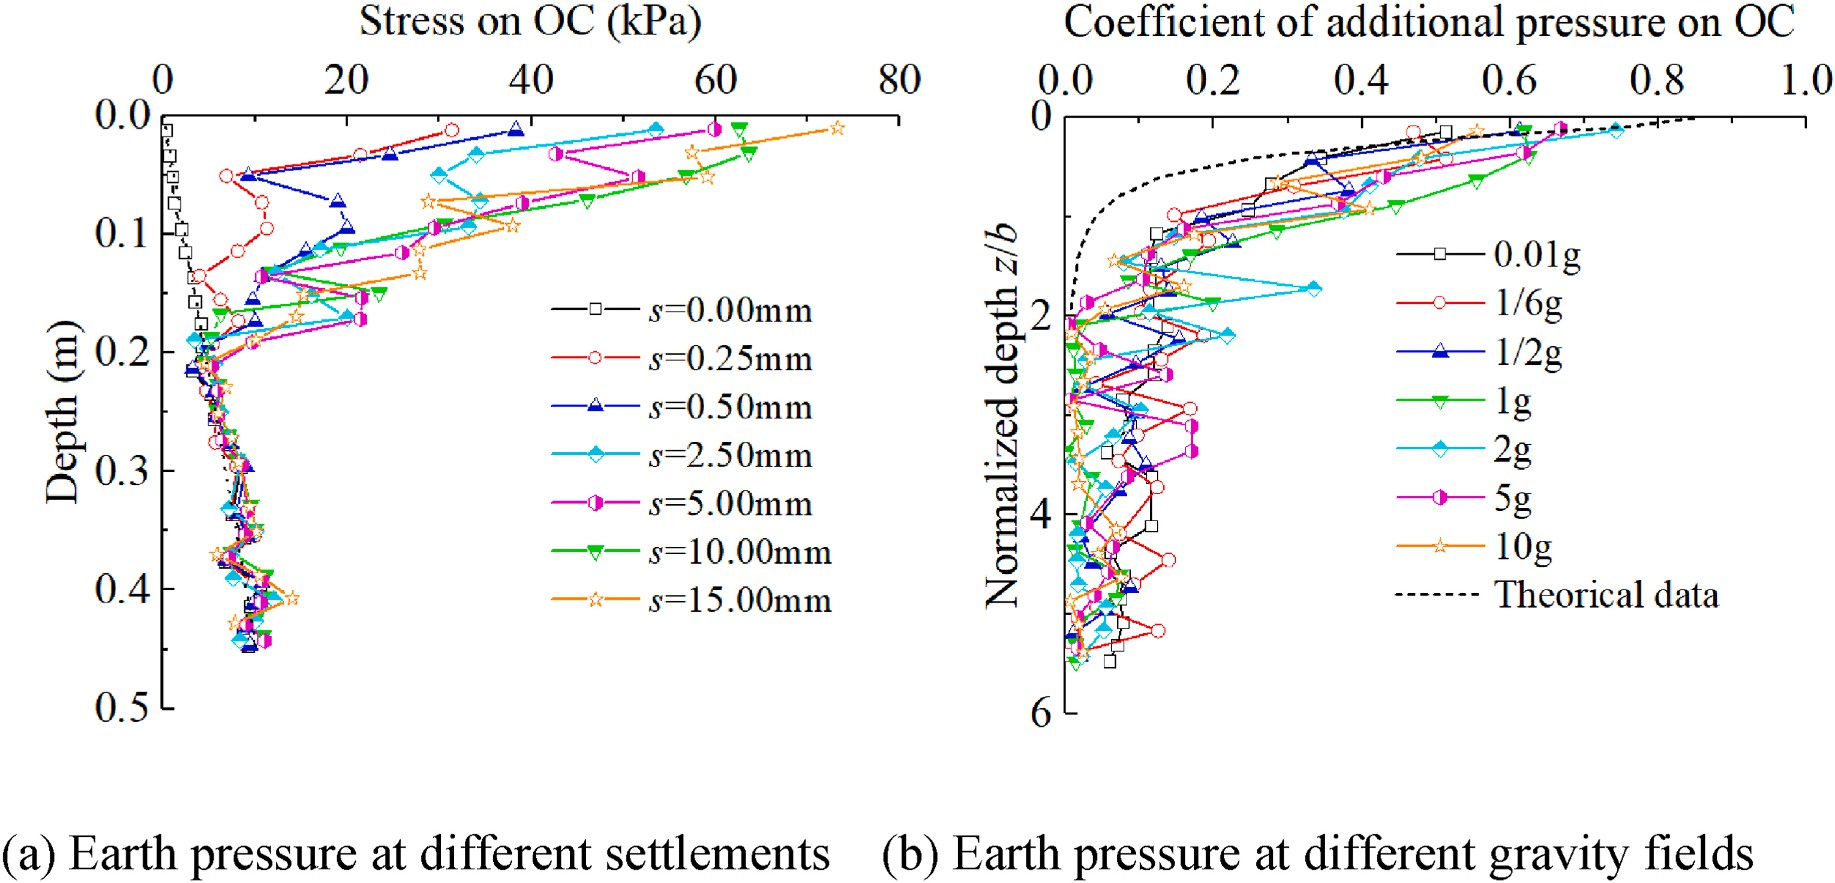 Stress on OC (kPa)
0 20 40 60 80
0.0
0.1
0.2
0.3
0.4
0.5
Depth (m)
s=0.00mm
s=0.25mm
s=0.50mm
s=2.50mm
s=5.00mm
s=10.00mm
s=15.00mm
(a) Earth pressure at different settlements
Coefficient of additional pressure on OC
0.0 0.2 0.4 0.6 0.8 1.0
0
2
4
6
Normalized depth z/b
0.01g
1/6g
1/2g
1g
2g
5g
10g
Theorical data
(b) Earth pressure at different gravity fields